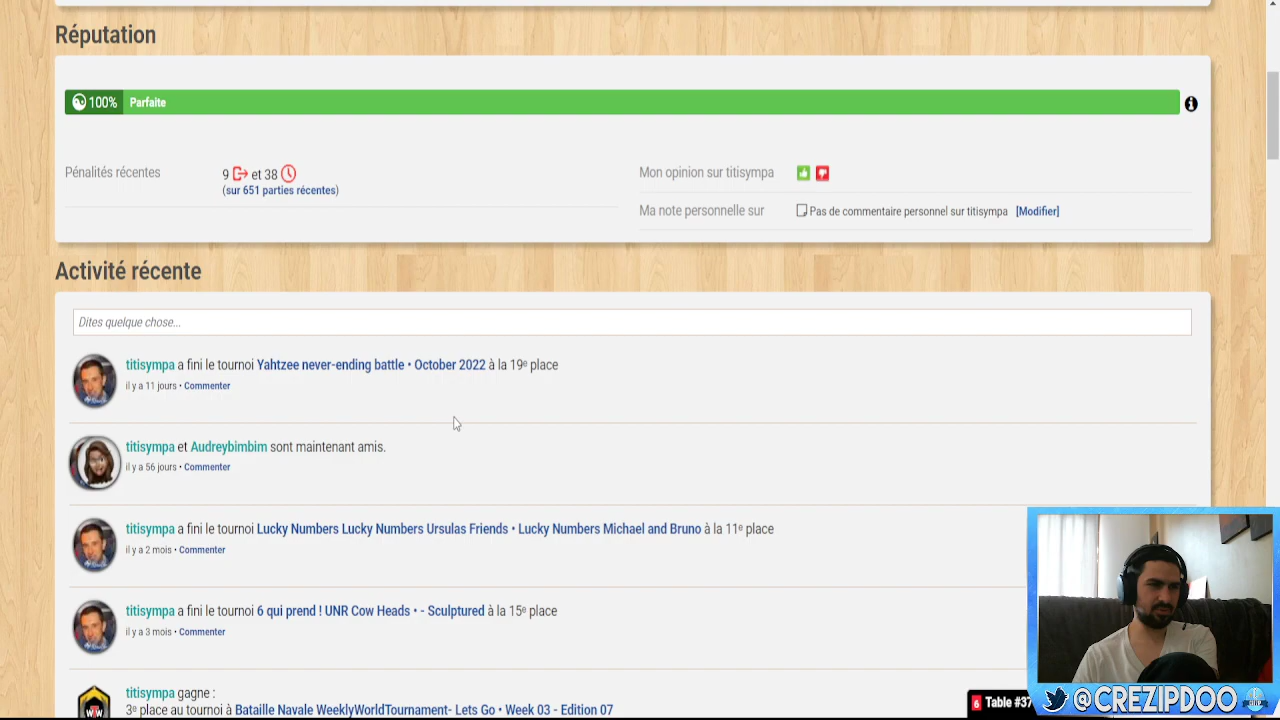 Réputation
100% Parfaite
Pénalités récentes
9 et 38
(sur 651 parties récentes)
Mon opinion sur titisympa
Ma note personnelle sur
Pas de commentaire personnel sur titisympa [Modifier]
Activité récente
Dites quelque chose...
titisympa a fini le tournoi Yahtzee never-ending battle • October 2022 à la 19e place
il y a 11 jours • Commenter
titisympa et Audreybimbim sont maintenant amis.
il y a 56 jours • Commenter
titisympa a fini le tournoi Lucky Numbers Lucky Numbers Ursulas Friends • Lucky Numbers Michael and Bruno à la 11e place
il y a 2 mois • Commenter
titisympa a fini le tournoi 6 qui prend ! UNR Cow Heads • - Sculptured à la 15e place
il y a 3 mois • Commenter
titisympa gagne :
3e place au tournoi à Bataille Navale WeeklyWorldTournament- Lets Go • Week 03 - Edition 07
6 Table #37
@CREZIPDOO